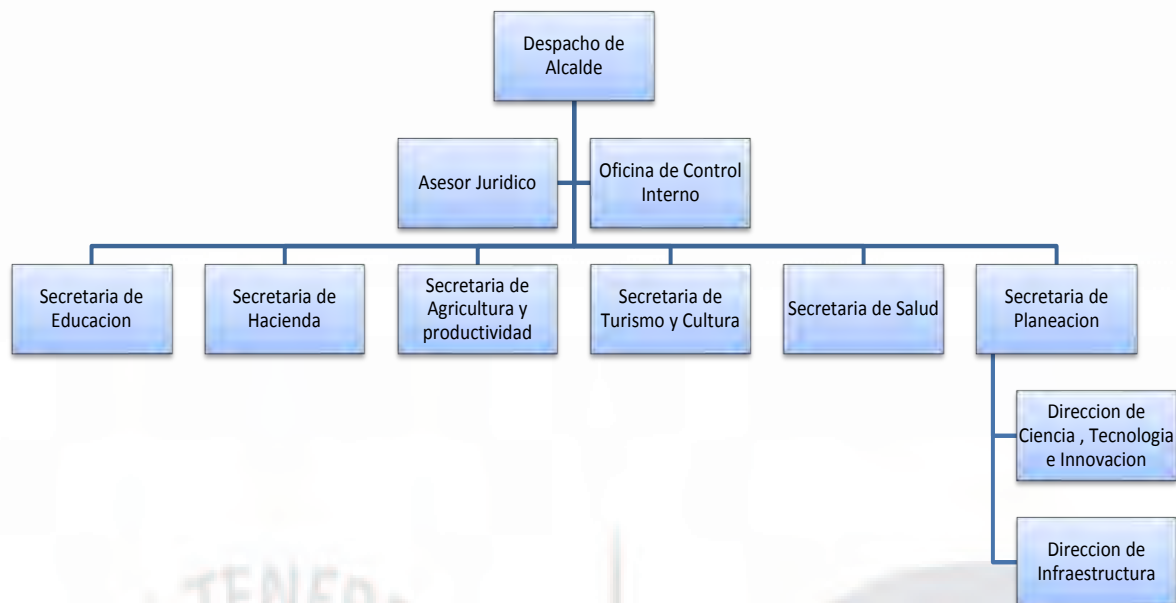 Despacho de
Alcalde
Asesor Juridico
Oficina de Control
Interno
Secretaria de
Educacion
Secretaria de
Hacienda
Secretaria de
Agricultura y
productividad
Secretaria de
Turismo y Cultura
Secretaria de Salud
Secretaria de
Planeacion
Direccion de
Ciencia , Tecnologia
e Innovacion
Direccion de
Infraestructura